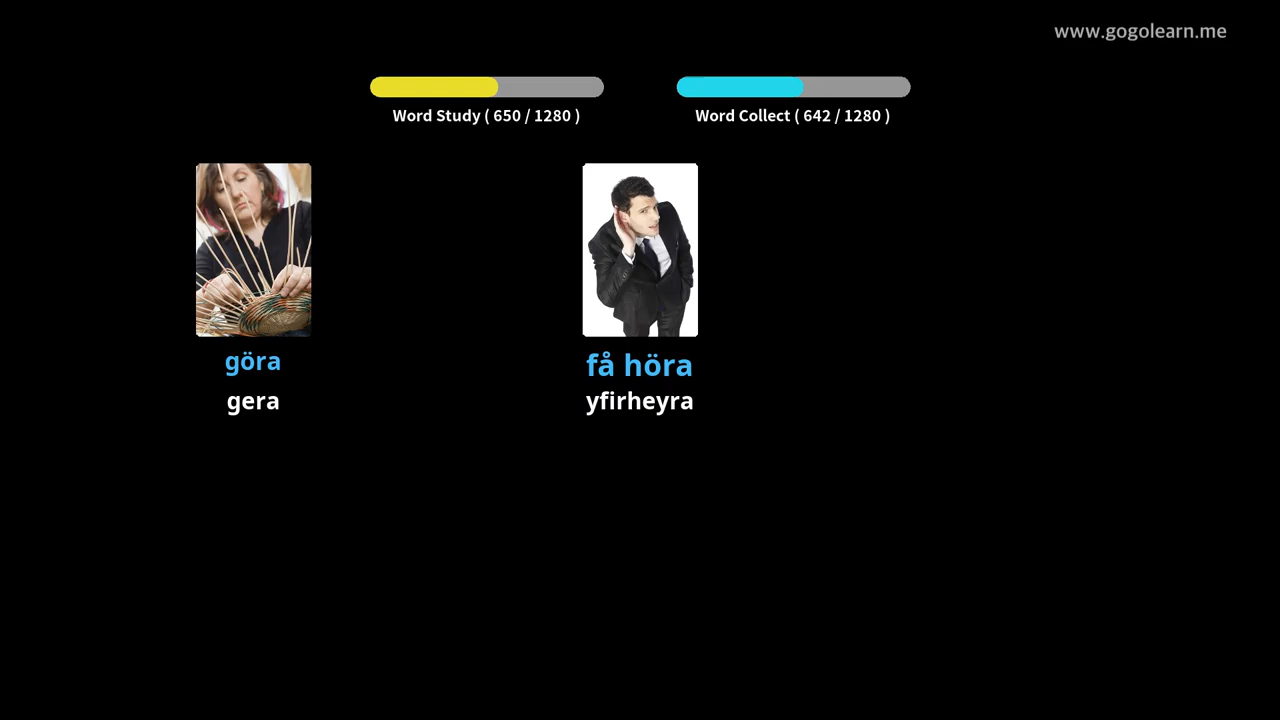 www.gogolearn.me
Word Study ( 650 / 1280 )
Word Collect ( 642 / 1280 )
göra
få höra
gera
yfirheyra